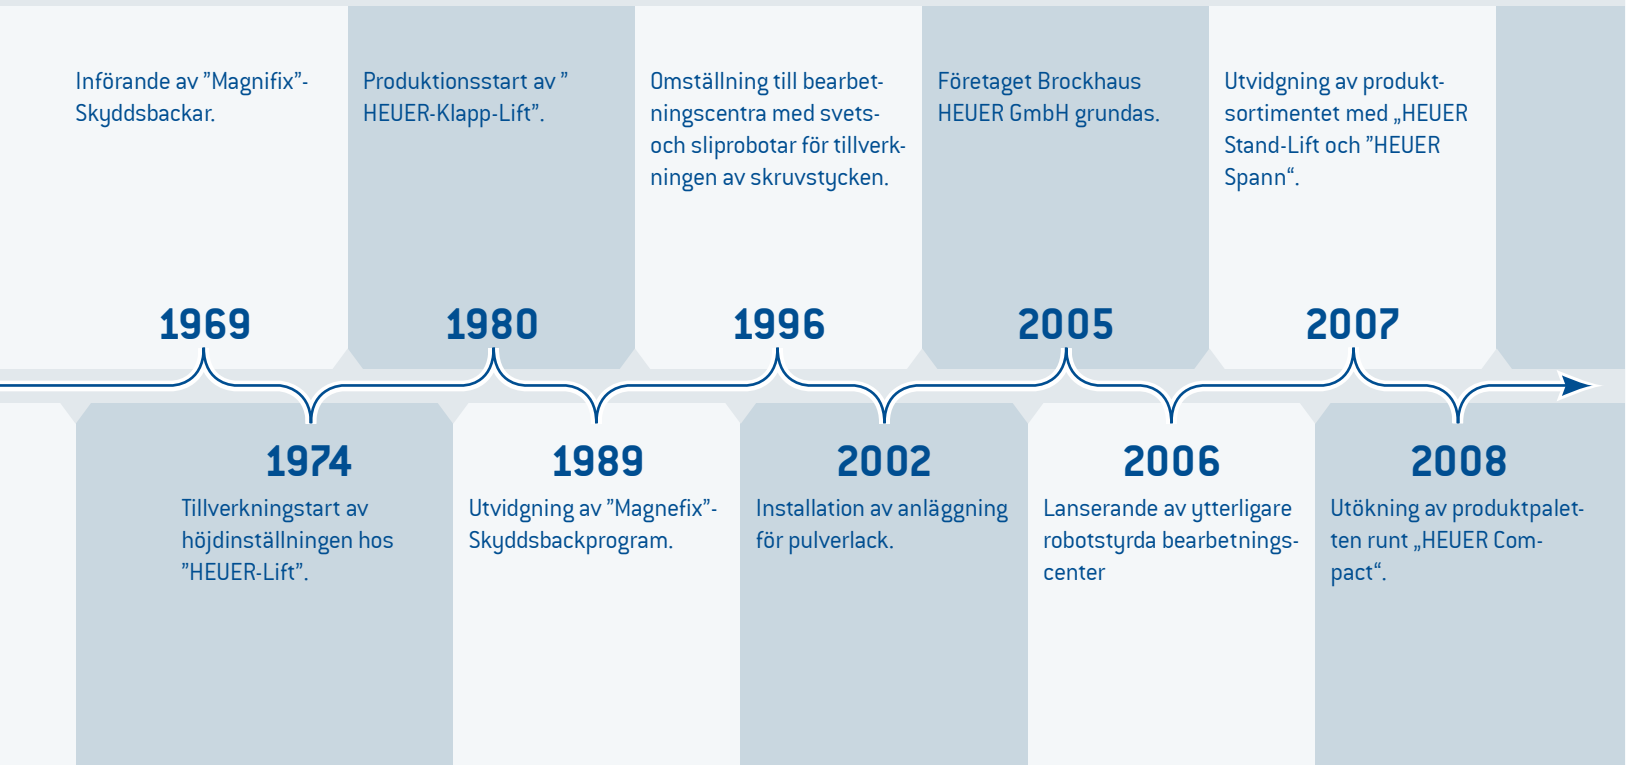 Införande av ”Magnifix”-
Skyddsbackar.
1969
Produktionsstart av ”
HEUER-Klapp-Lift”.
1980
Omställning till bearbet-
ningscentra med svets-
och sliprobotar för tillverk-
ningen av skruvstycken.
1996
Företaget Brockhaus
HEUER GmbH grundas.
2005
Utvidgning av produkt-
sortimentet med „HEUER
Stand-Lift och ”HEUER
Spann“.
2007
1974
Tillverkningstart av
höjdinställningen hos
”HEUER-Lift”.
1989
Utvidgning av ”Magnefix”-
Skyddsbackprogram.
2002
Installation av anläggning
för pulverlack.
2006
Lanserande av ytterligare
robotstyrda bearbetnings-
center
2008
Utökning av produktpalet-
ten runt „HEUER Com-
pact“.